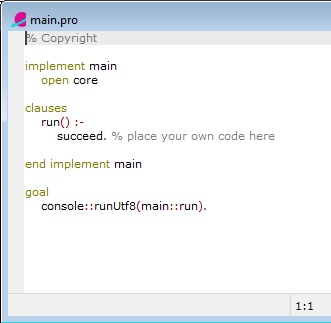 main.pro
% Copyright
implement main
open core
clauses
run() :-
succeed. % place your own code here
end implement main
goal
console::runUtf8(main::run).
1:1